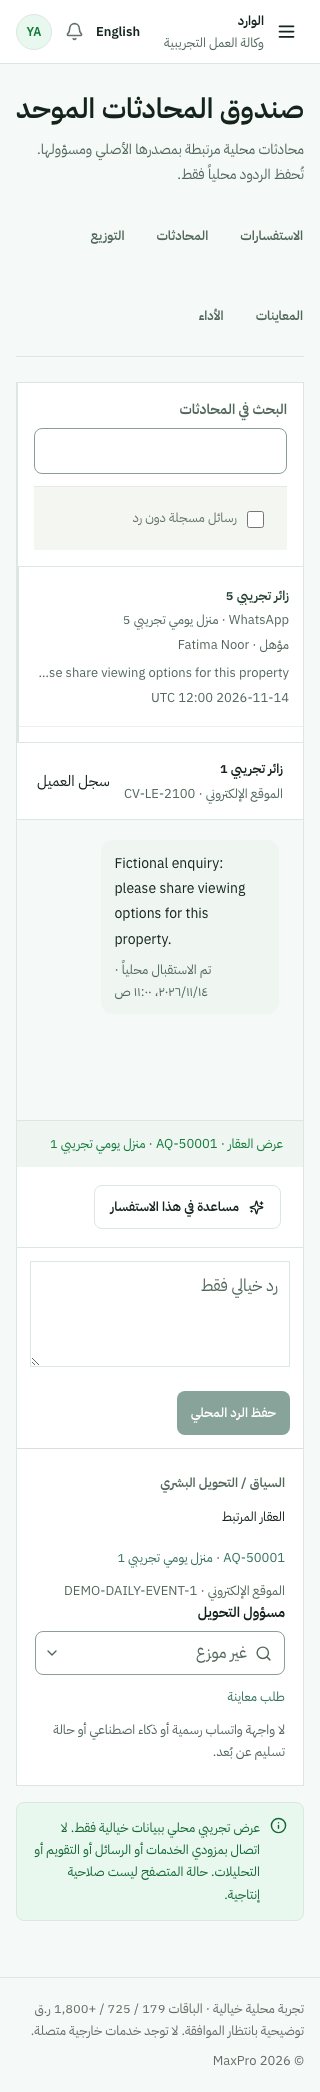 الوارد
وكالة العمل التجريبية
English
YA
صندوق المحادثات الموحد
محادثات محلية مرتبطة بمصدرها الأصلي ومسؤولها.
تُحفظ الردود محلياً فقط.
الاستفسارات
المحادثات
التوزيع
المعاينات
الأداء
البحث في المحادثات
رسائل مسجلة دون رد
زائر تجريبي 5
WhatsApp · منزل يومي تجريبي 5
مؤهل · Fatima Noor
...se share viewing options for this property
2026-11-14 12:00 UTC
زائر تجريبي 1
الموقع الإلكتروني · CV-LE-2100
سجل العميل
Fictional enquiry:
please share viewing
options for this
property.
تم الاستقبال محلياً ·
٢٠٢٦/١١/١٤، ١١:٠٠ ص
عرض العقار · AQ-50001 · منزل يومي تجريبي 1
مساعدة في هذا الاستفسار
رد خيالي فقط
حفظ الرد المحلي
السياق / التحويل البشري
العقار المرتبط
AQ-50001 · منزل يومي تجريبي 1
الموقع الإلكتروني · DEMO-DAILY-EVENT-1
مسؤول التحويل
غير موزع
طلب معاينة
لا واجهة واتساب رسمية أو ذكاء اصطناعي أو حالة
تسليم عن بُعد.
عرض تجريبي محلي ببيانات خيالية فقط. لا
اتصال بمزودي الخدمات أو الرسائل أو التقويم أو
التحليلات. حالة المتصفح ليست صلاحية
إنتاجية.
تجربة محلية خيالية · الباقات 179 / 725 / +1,800 ر.ق
توضيحية بانتظار الموافقة. لا توجد خدمات خارجية متصلة.
© 2026 MaxPro